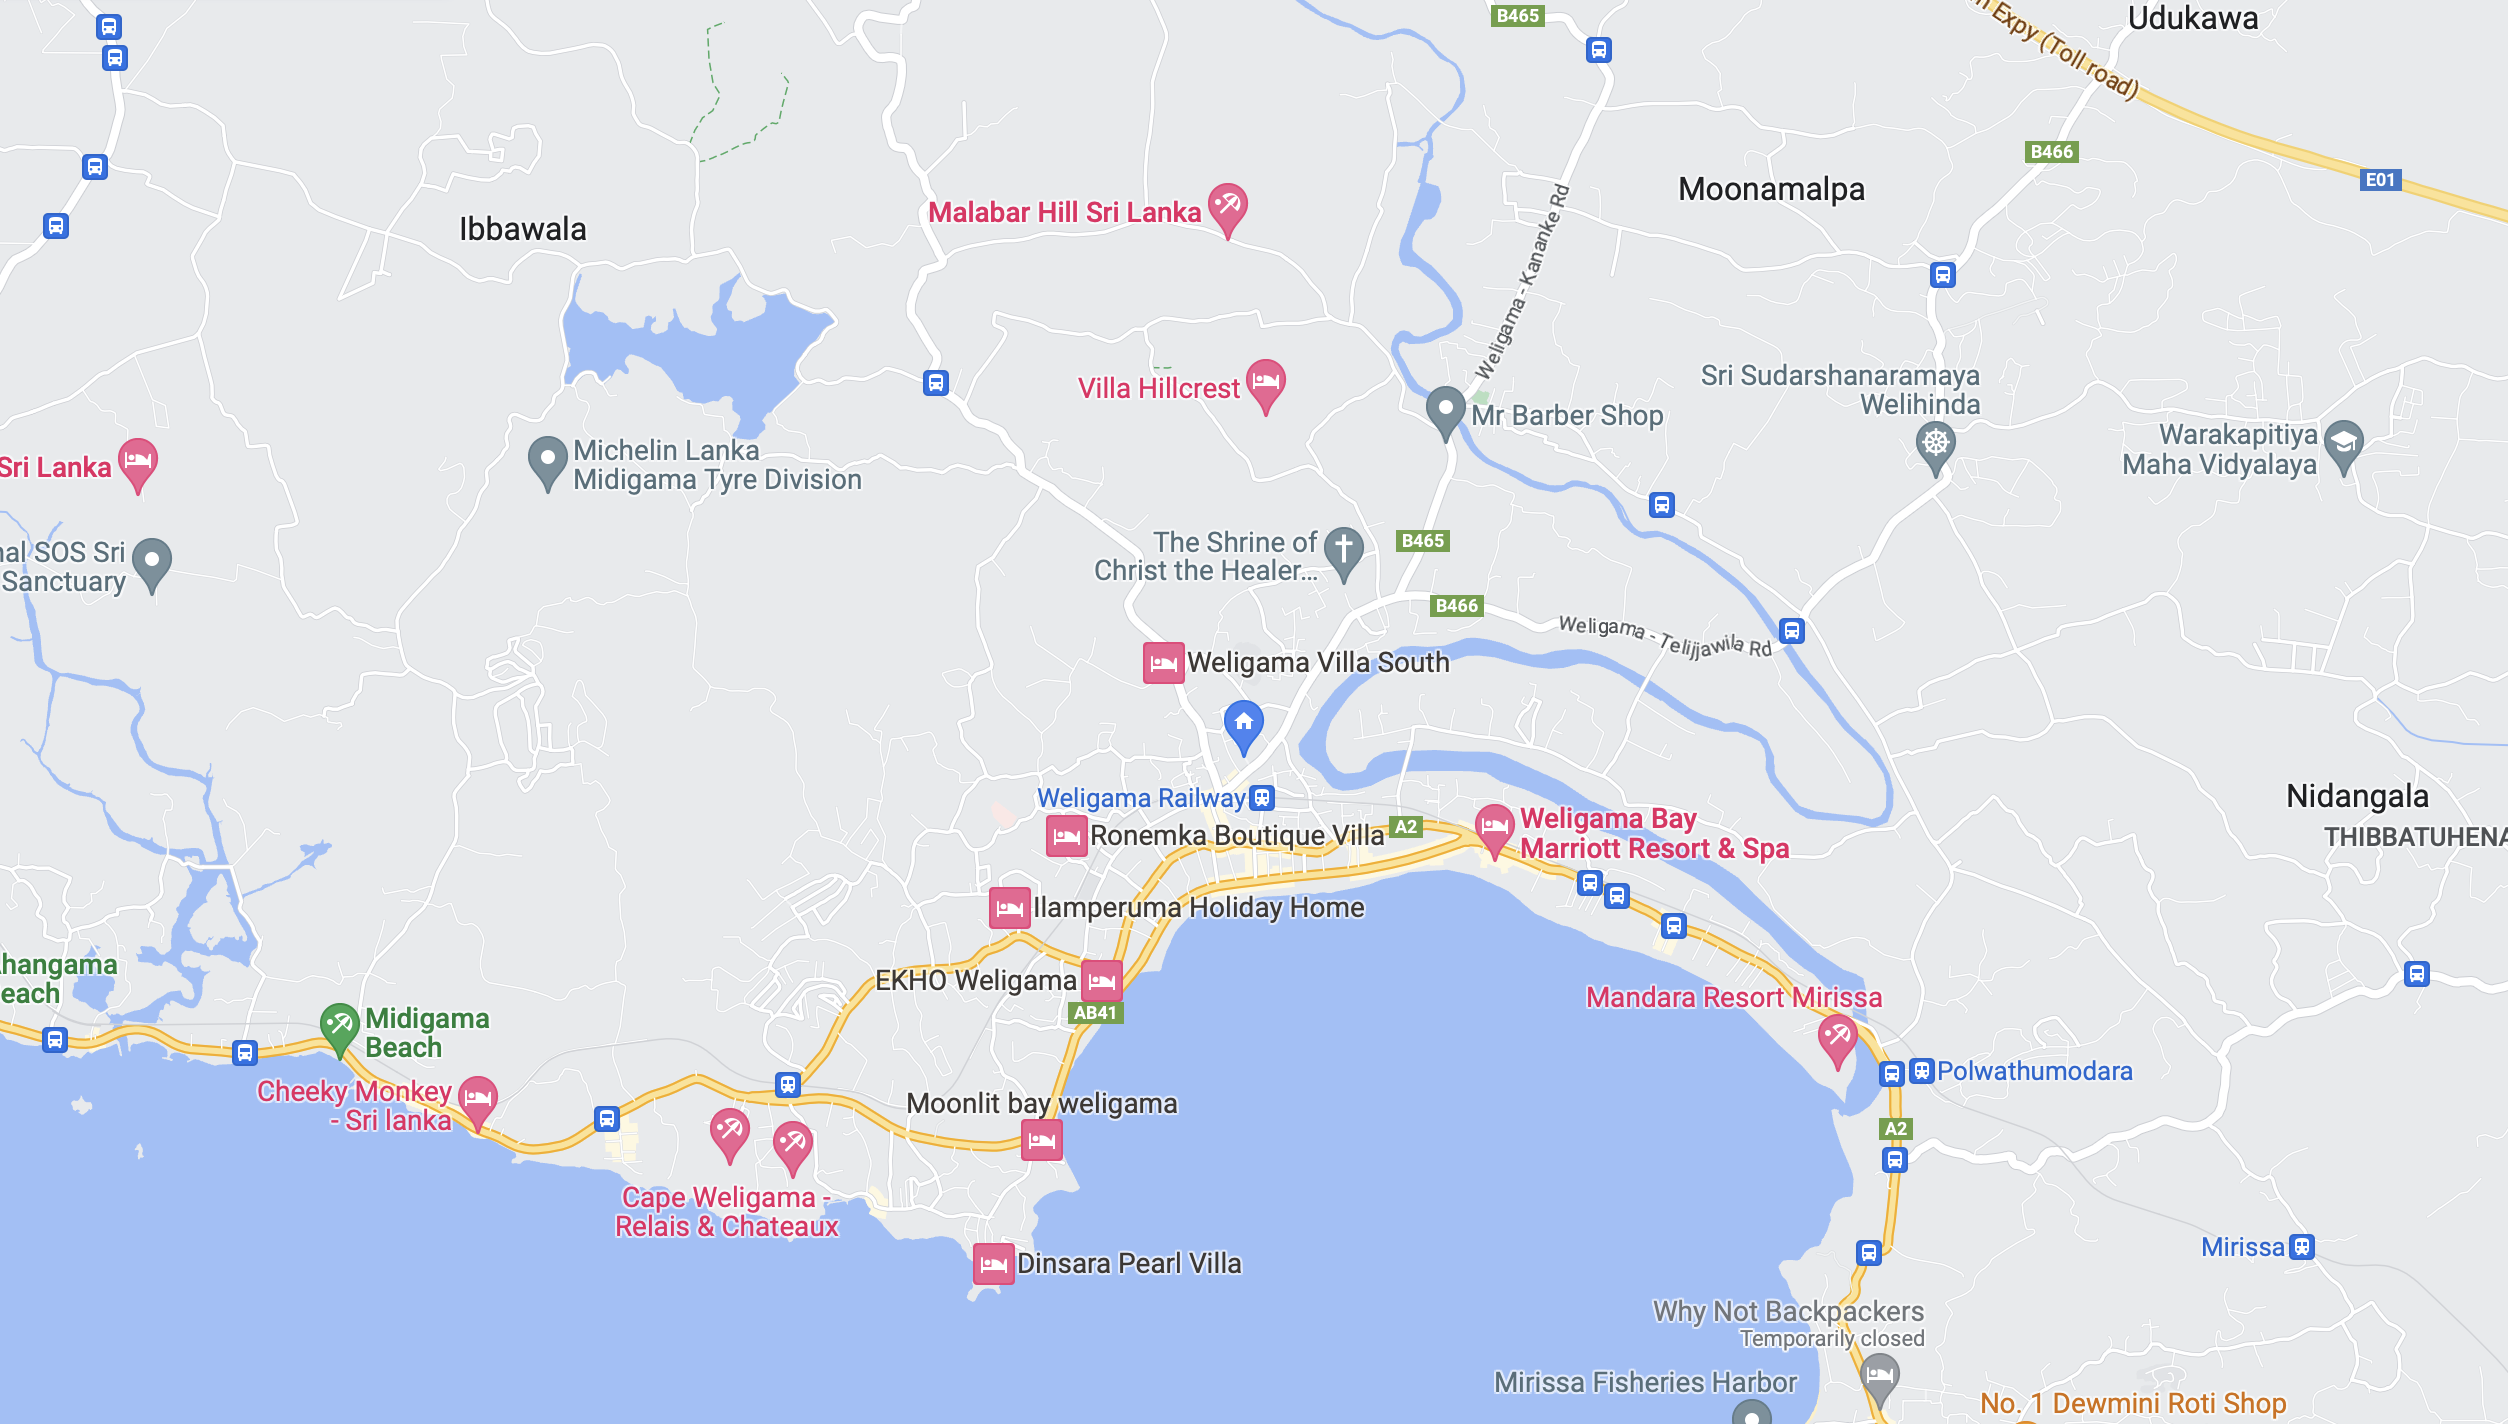 B465
Udukawa
n Expy (Toll road)
B466
E01
Moonamalpa
Malabar Hill Sri Lanka
Ibbawala
Weligama - Kananke Rd
Villa Hillcrest
Mr Barber Shop
Sri Sudarshanaramaya
Welihinda
Warakapitiya
Maha Vidyalaya
Sri Lanka
Michelin Lanka
Midigama Tyre Division
nal SOS Sri
Sanctuary
The Shrine of
Christ the Healer...
B465
B466
Weligama - Telijjawila Rd
Weligama Villa South
Weligama Railway
Ronemka Boutique Villa
A2
Weligama Bay
Marriott Resort & Spa
Nidangala
THIBBATUHENA
Ilamperuma Holiday Home
hangama
each
EKHO Weligama
AB41
Mandara Resort Mirissa
Midigama
Beach
Cheeky Monkey
- Sri lanka
Polwathumodara
Moonlit bay weligama
A2
Cape Weligama -
Relais & Chateaux
Dinsara Pearl Villa
Mirissa
Why Not Backpackers
Temporarily closed
Mirissa Fisheries Harbor
No. 1 Dewmini Roti Shop